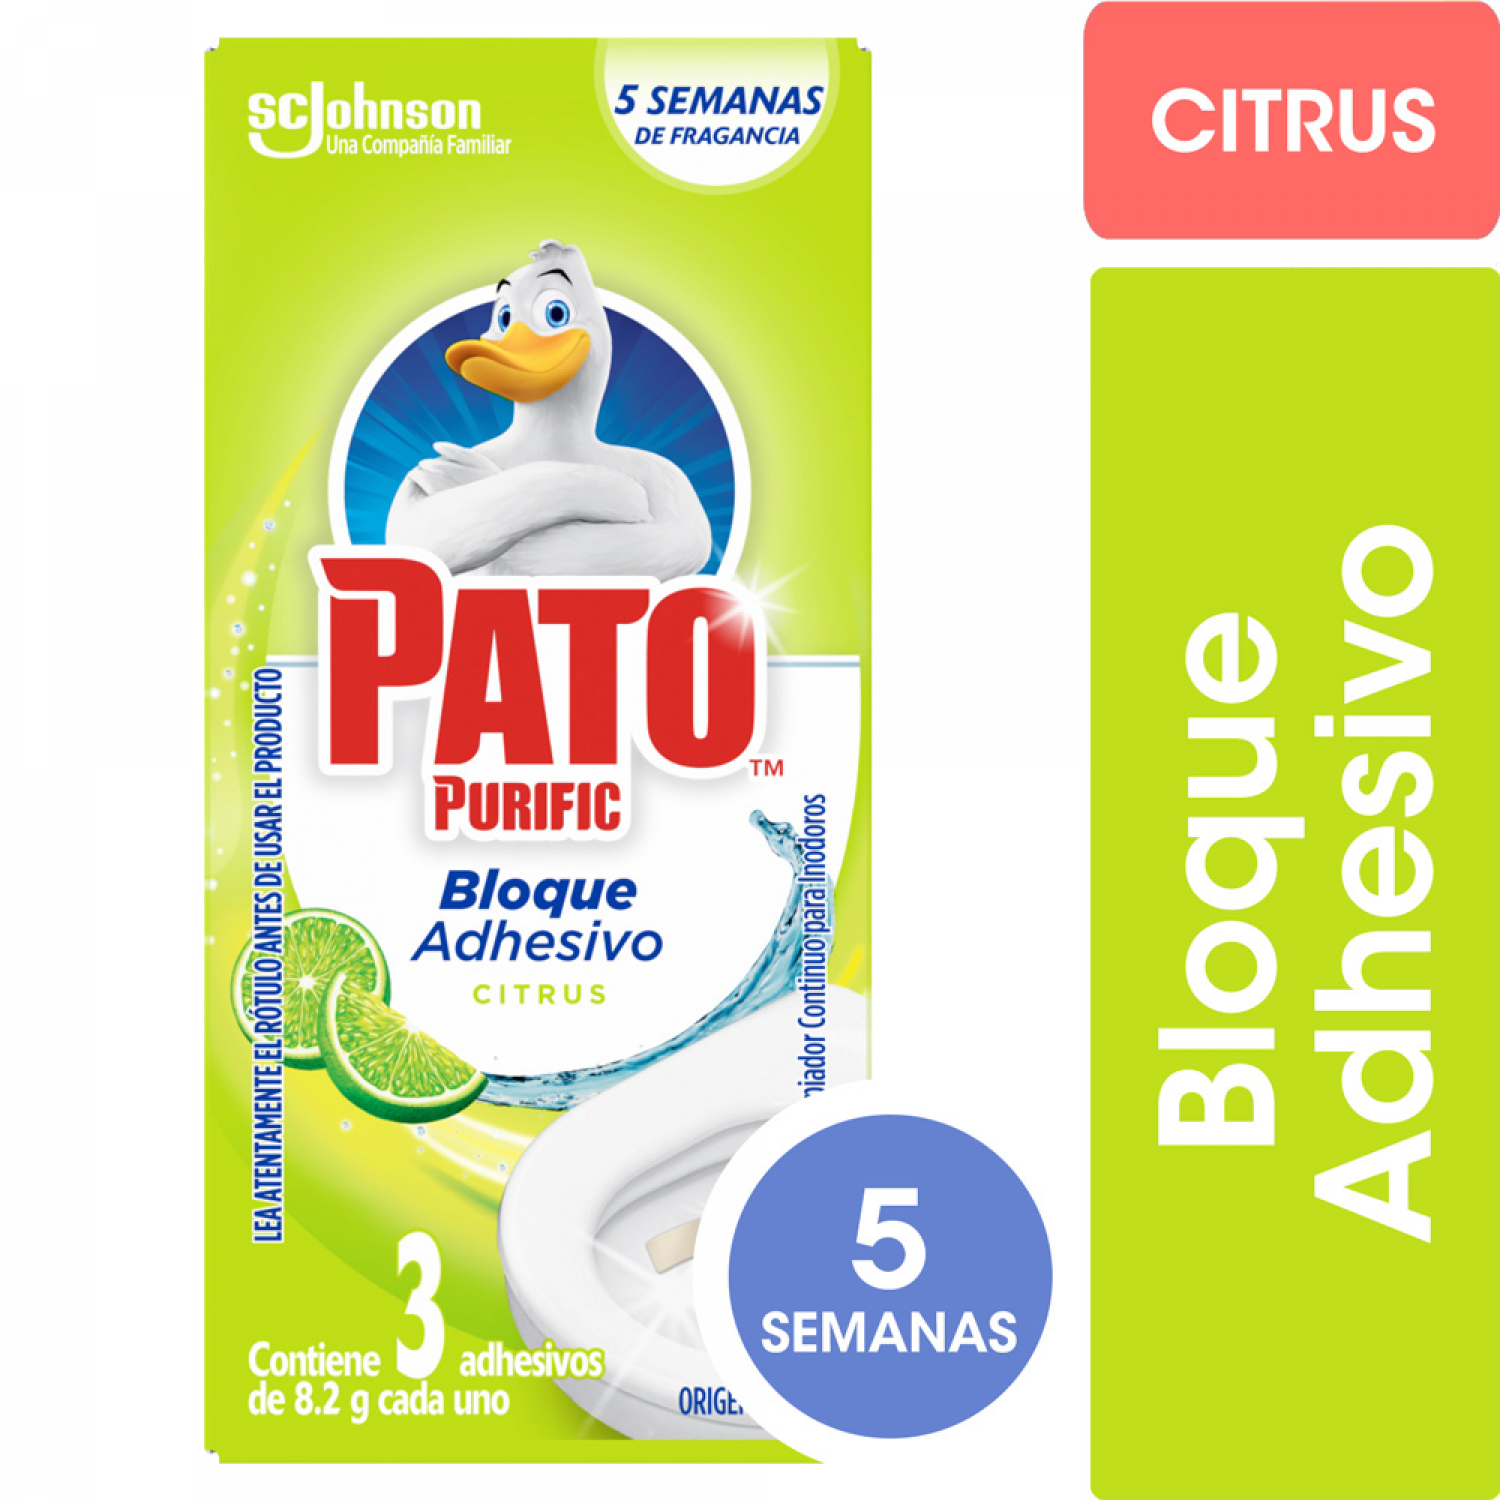 scjohnson
Una Compañía Familiar
5 SEMANAS
DE FRAGANCIA
CITRUS
PATO
TM
PURIFIC
Bloque
Adhesivo
CITRUS
LEA ATENTAMENTE EL RÓTULO ANTES DE USAR EL PRODUCTO
Continuo para Inodoros
Contiene 3 adhesivos
de 8.2 g cada uno
5
SEMANAS
Bloque
Adhesivo